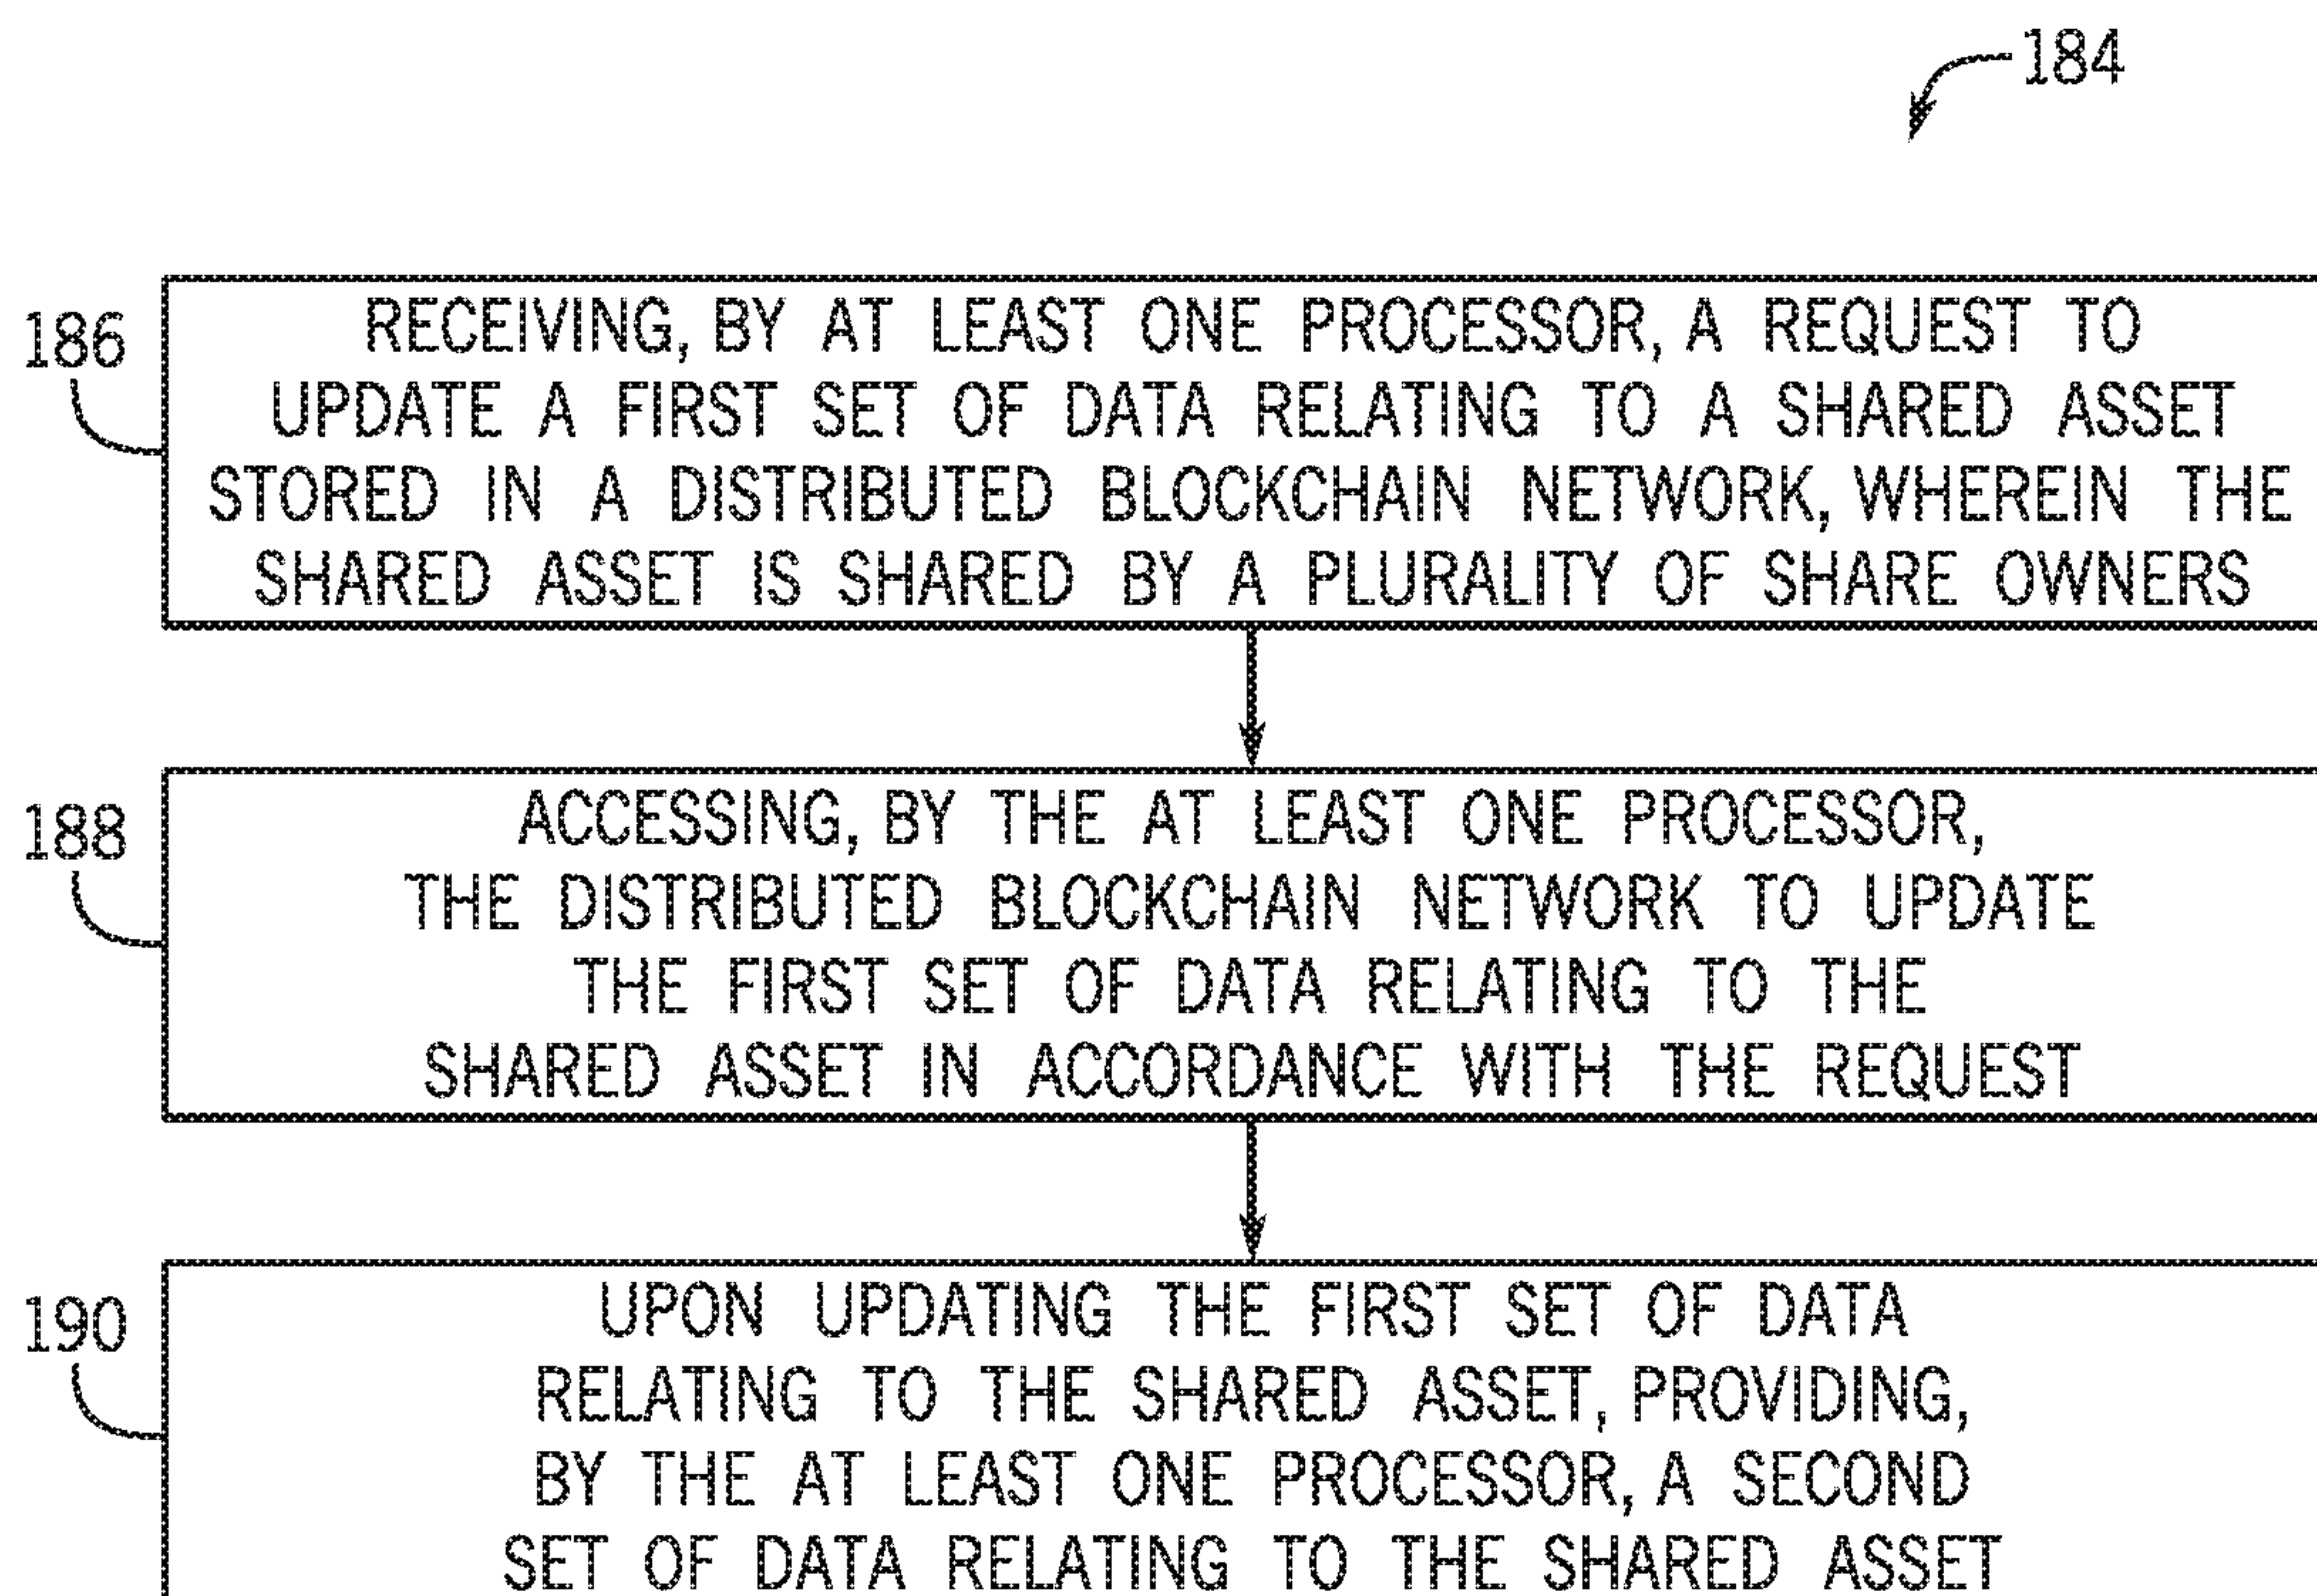 184
186
RECEIVING, BY AT LEAST ONE PROCESSOR, A REQUEST TO
UPDATE A FIRST SET OF DATA RELATING TO A SHARED ASSET
STORED IN A DISTRIBUTED BLOCKCHAIN NETWORK, WHEREIN THE
SHARED ASSET IS SHARED BY A PLURALITY OF SHARE OWNERS
188
ACCESSING, BY THE AT LEAST ONE PROCESSOR,
THE DISTRIBUTED BLOCKCHAIN NETWORK TO UPDATE
THE FIRST SET OF DATA RELATING TO THE
SHARED ASSET IN ACCORDANCE WITH THE REQUEST
190
UPON UPDATING THE FIRST SET OF DATA
RELATING TO THE SHARED ASSET, PROVIDING,
BY THE AT LEAST ONE PROCESSOR, A SECOND
SET OF DATA RELATING TO THE SHARED ASSET